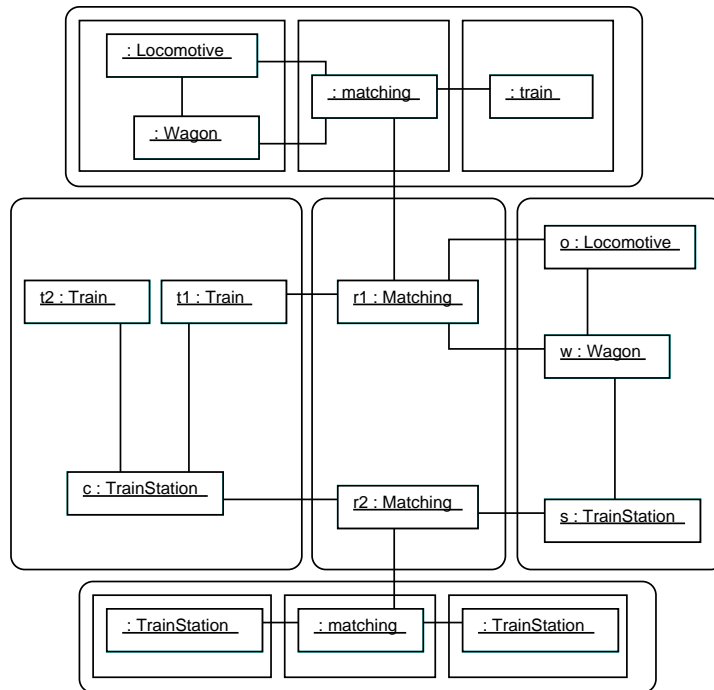 : Locomotive
: matching
: train
: Wagon
o : Locomotive
t2 : Train
t1 : Train
r1 : Matching
w : Wagon
c : TrainStation
r2 : Matching
s : TrainStation
: TrainStation
: matching
: TrainStation